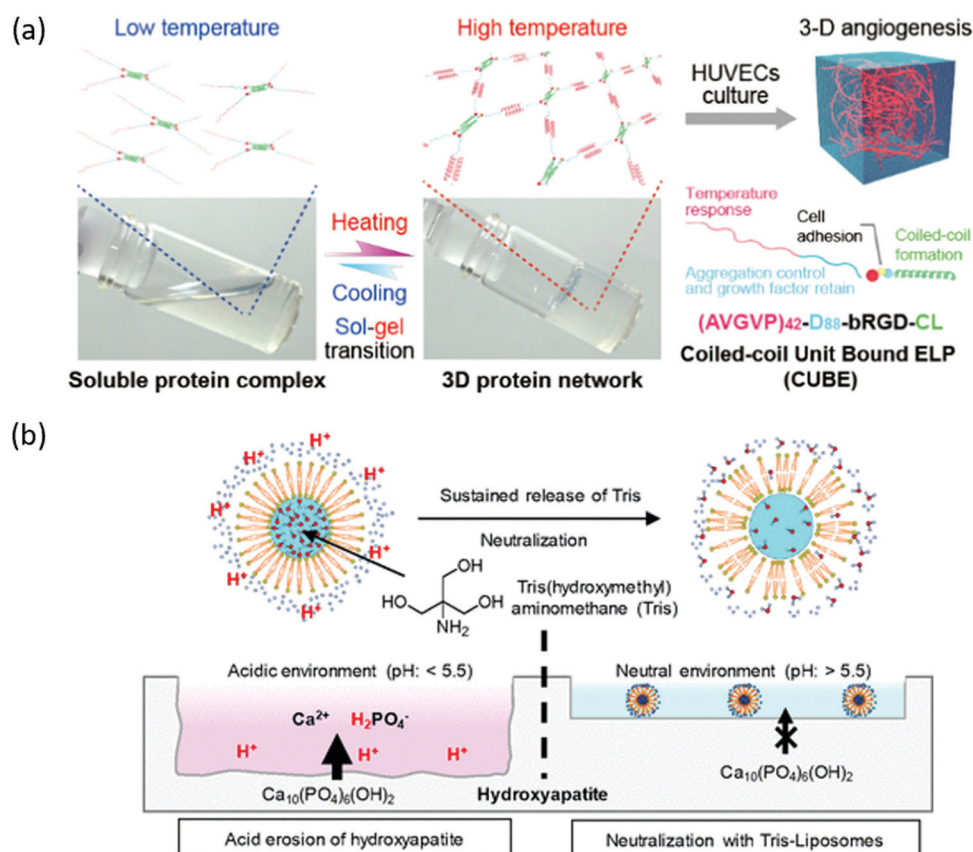 (a)
Low temperature
High temperature
3-D angiogenesis
HUVECs
culture
Heating
Cooling
Sol-gel
transition
Temperature
response
Cell
adhesion
Coiled-coil
formation
Aggregation control
and growth factor retain
(AVGVP)42-D88-bRGD-CL
Coiled-coil Unit Bound ELP
(CUBE)
Soluble protein complex
3D protein network
(b)
H+
H+
H+
H+
H+
H+
H+
Sustained release of Tris
Neutralization
OH
HO
OH
NH2
Tris(hydroxymethyl)
aminomethane (Tris)
Acidic environment (pH: < 5.5)
Neutral environment (pH: > 5.5)
Ca2+
H2PO4-
H+
H+
H+
Ca10(PO4)6(OH)2
Hydroxyapatite
Ca10(PO4)6(OH)2
Acid erosion of hydroxyapatite
Neutralization with Tris-Liposomes